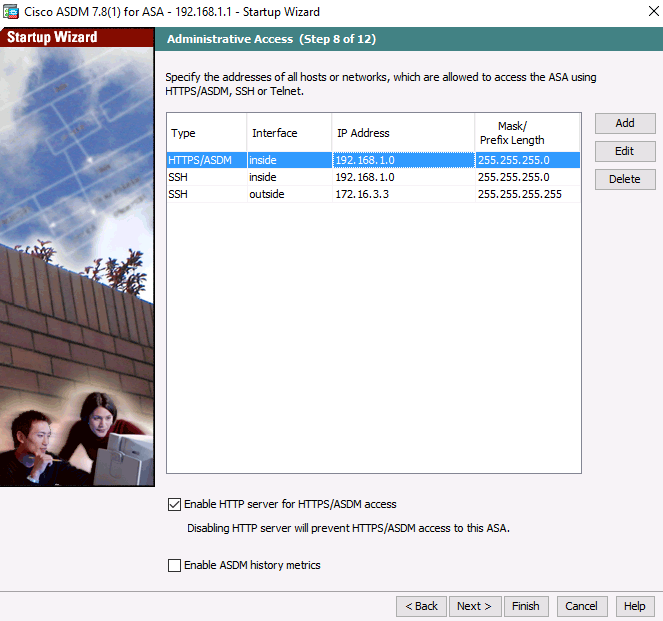 Cisco ASDM 7.8(1) for ASA - 192.168.1.1 - Startup Wizard
Startup Wizard
Administrative Access (Step 8 of 12)
Specify the addresses of all hosts or networks, which are allowed to access the ASA using
HTTPS/ASDM, SSH or Telnet.
Type Interface IP Address Mask/
Prefix Length
HTTPS/ASDM inside 192.168.1.0 255.255.255.0
SSH inside 192.168.1.0 255.255.255.0
SSH outside 172.16.3.3 255.255.255.255
Add
Edit
Delete
Enable HTTP server for HTTPS/ASDM access
Disabling HTTP server will prevent HTTPS/ASDM access to this ASA.
Enable ASDM history metrics
< Back Next > Finish Cancel Help